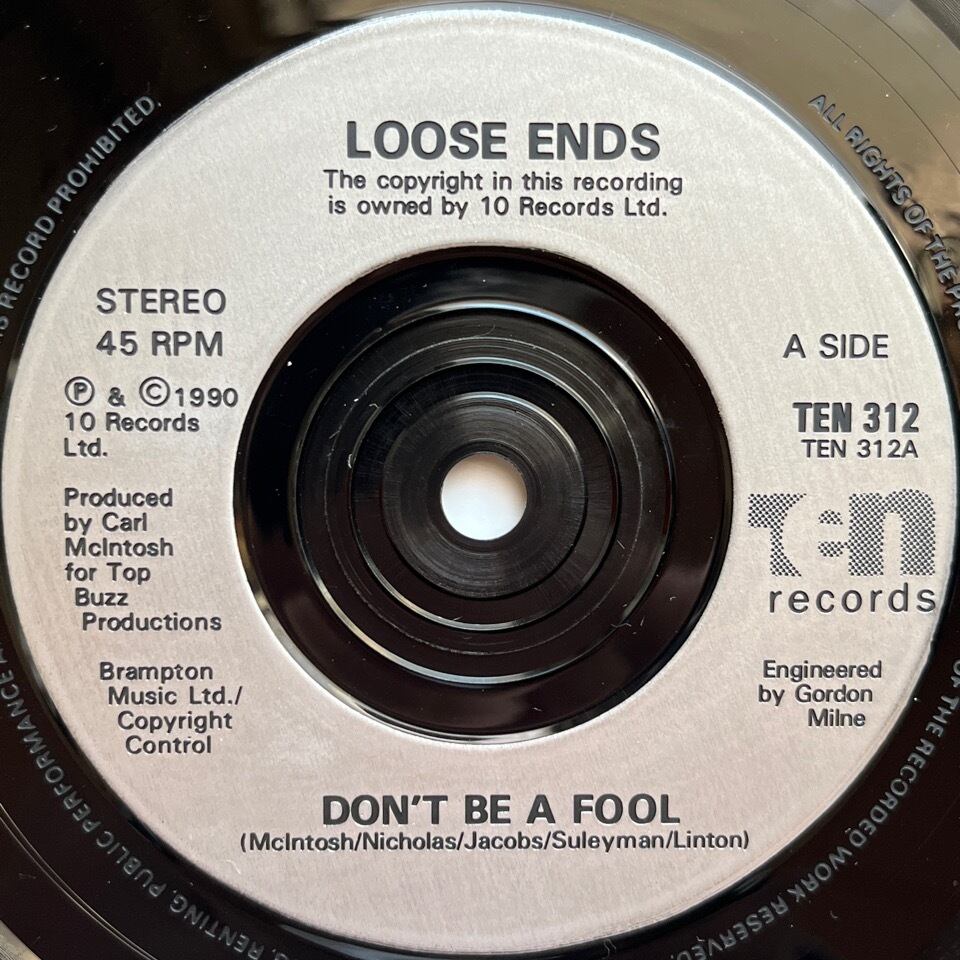 LOOSE ENDS
The copyright in this recording
is owned by 10 Records Ltd.
STEREO
45 RPM
℗ & ©1990
10 Records
Ltd.
Produced
by Carl
McIntosh
for Top
Buzz
Productions
Brampton
Music Ltd./
Copyright
Control
A SIDE
TEN 312
TEN 312A
Ten
records
Engineered
by Gordon
Milne
DON'T BE A FOOL
(McIntosh/Nicholas/Jacobs/Suleyman/Linton)
ALL RIGHTS OF THE
OF THE RECORDED WORK RESERVED.
RENTING, PUBLIC PERFORMANCE
RECORD PROHIBITED.